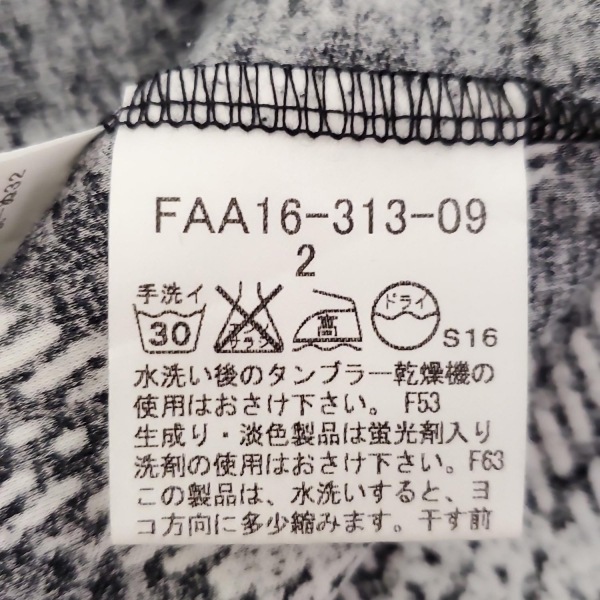 FAA16-313-09
2
手洗イ
30
高
ドライ
S16
水洗い後のタンブラー乾燥機の
使用はおさけ下さい。F53
生成り・淡色製品は蛍光剤入り
洗剤の使用はおさけ下さい。F63
この製品は、水洗いすると、ヨ
コ方向に多少縮みます。干す前